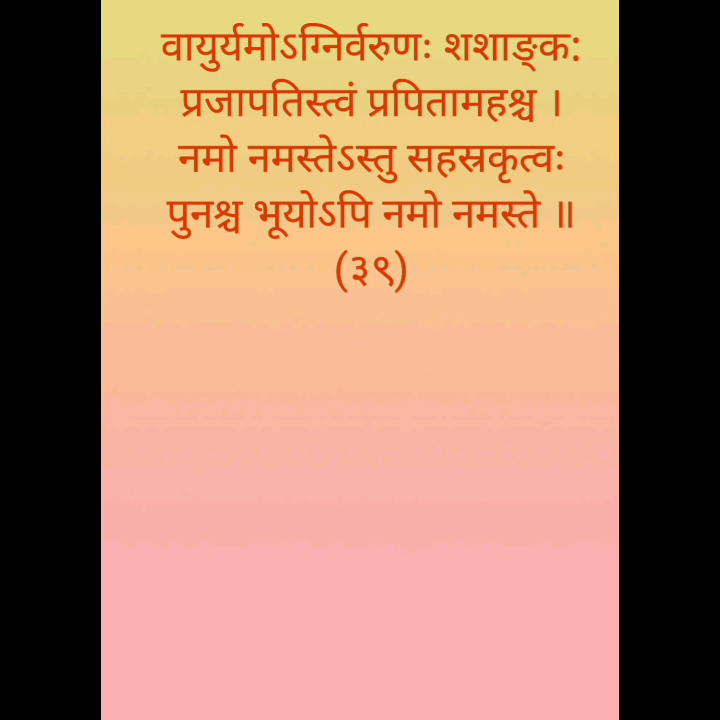 वायुर्यमोऽग्निर्वरुणः शशाङ्क:
प्रजापतिस्त्वं प्रपितामहश्च ।
नमो नमस्तेऽस्तु सहस्रकृत्वः
पुनश्च भूयोऽपि नमो नमस्ते ॥
(३९)